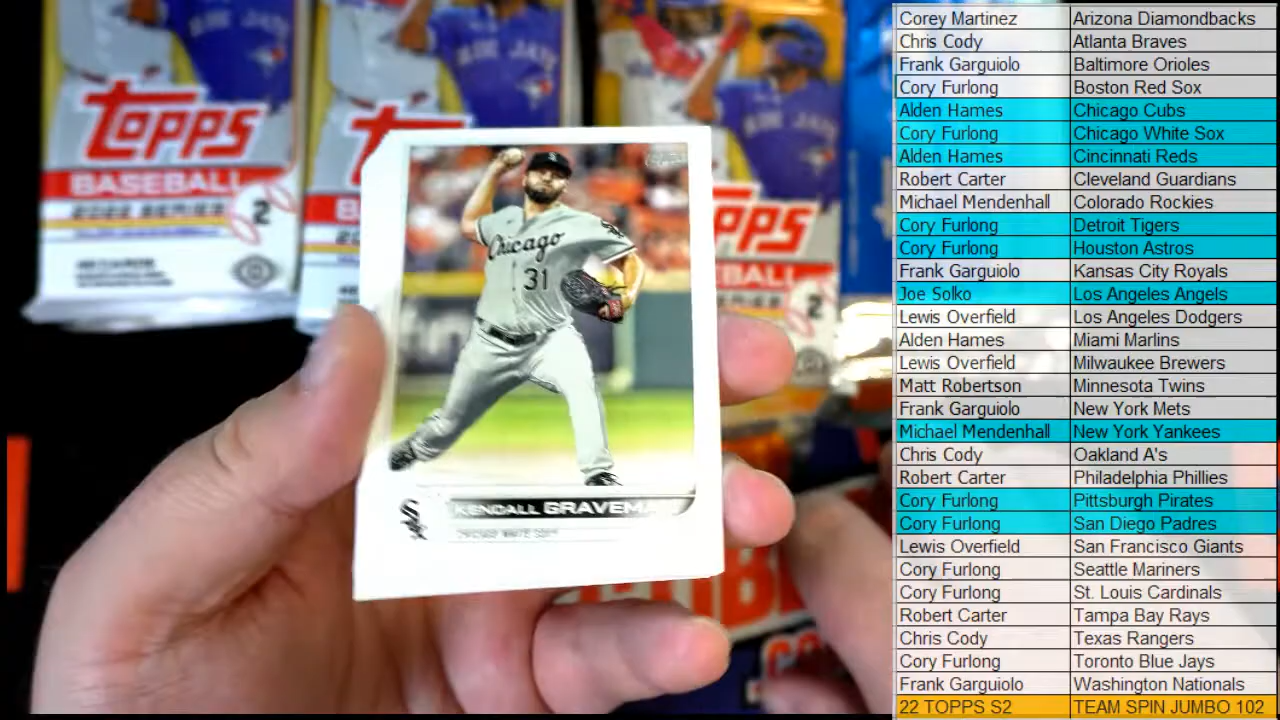 TOPPS
BASEBALL
2022 SERIES 2
TOPPS
Chicago
31
KENDALL GRAVEM
CHICAGO WHITE SOX
Corey Martinez Arizona Diamondbacks
Chris Cody Atlanta Braves
Frank Garguiolo Baltimore Orioles
Cory Furlong Boston Red Sox
Alden Hames Chicago Cubs
Cory Furlong Chicago White Sox
Alden Hames Cincinnati Reds
Robert Carter Cleveland Guardians
Michael Mendenhall Colorado Rockies
Cory Furlong Detroit Tigers
Cory Furlong Houston Astros
Frank Garguiolo Kansas City Royals
Joe Solko Los Angeles Angels
Lewis Overfield Los Angeles Dodgers
Alden Hames Miami Marlins
Lewis Overfield Milwaukee Brewers
Matt Robertson Minnesota Twins
Frank Garguiolo New York Mets
Michael Mendenhall New York Yankees
Chris Cody Oakland A's
Robert Carter Philadelphia Phillies
Cory Furlong Pittsburgh Pirates
Cory Furlong San Diego Padres
Lewis Overfield San Francisco Giants
Cory Furlong Seattle Mariners
Cory Furlong St. Louis Cardinals
Robert Carter Tampa Bay Rays
Chris Cody Texas Rangers
Cory Furlong Toronto Blue Jays
Frank Garguiolo Washington Nationals
22 TOPPS S2 TEAM SPIN JUMBO 102